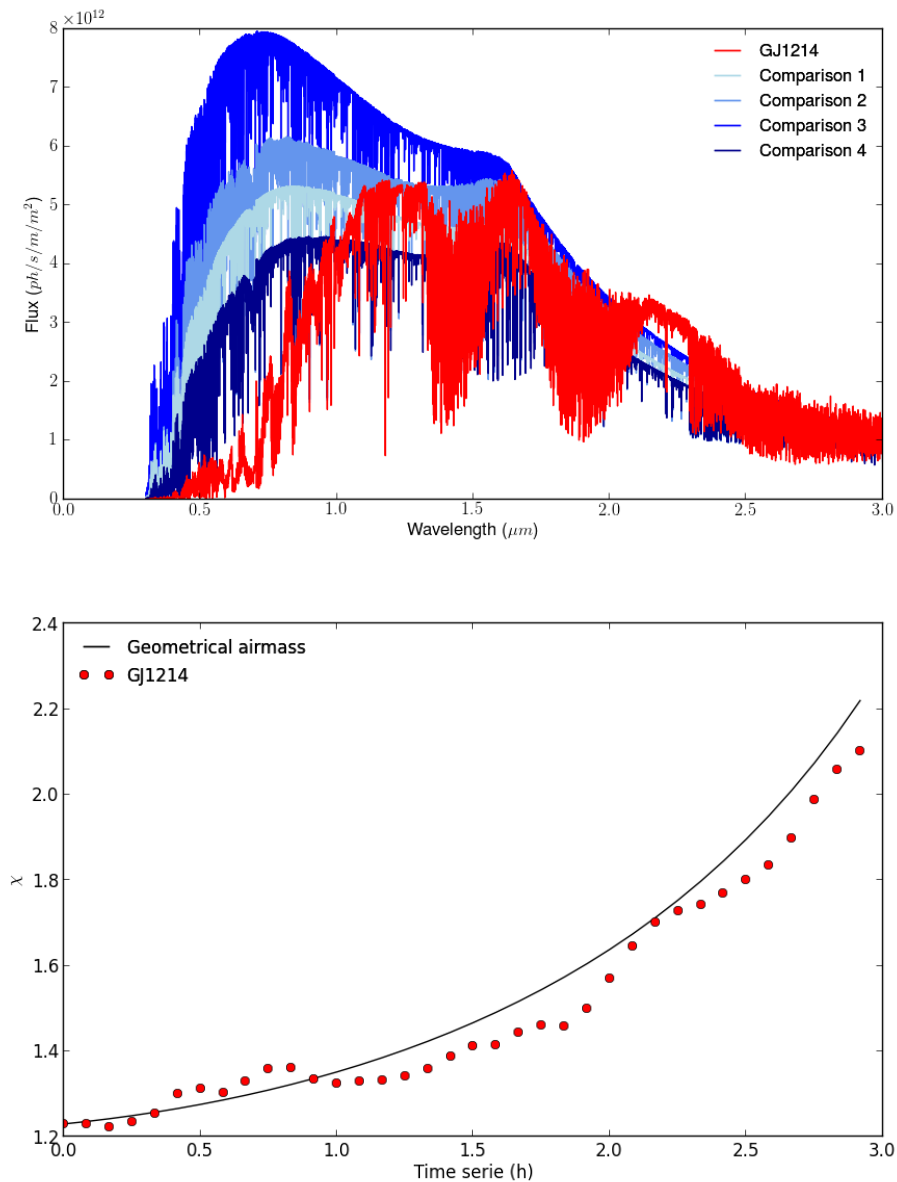 ×10¹²
8
7
6
5
4
3
2
1
0
Flux (ph/s/m/m²)
GJ1214
Comparison 1
Comparison 2
Comparison 3
Comparison 4
0.0 0.5 1.0 1.5 2.0 2.5 3.0
Wavelength (μm)
2.4
2.2
2.0
1.8
1.6
1.4
1.2
χ
Geometrical airmass
GJ1214
0.0 0.5 1.0 1.5 2.0 2.5 3.0
Time serie (h)